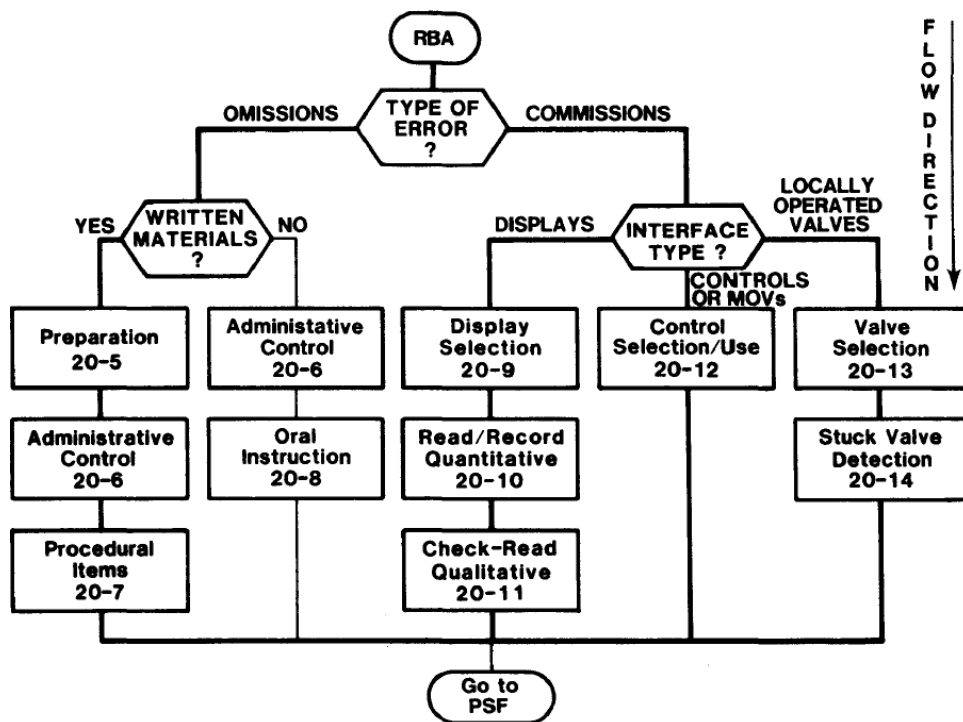 RBA
TYPE OF
ERROR
?
OMISSIONS
COMMISSIONS
FLOW DIRECTION
YES
WRITTEN
MATERIALS
?
NO
DISPLAYS
INTERFACE
TYPE ?
LOCALLY
OPERATED
VALVES
CONTROLS
OR MOVs
Preparation
20-5
Administative
Control
20-6
Display
Selection
20-9
Control
Selection/Use
20-12
Valve
Selection
20-13
Administrative
Control
20-6
Oral
Instruction
20-8
Read/Record
Quantitative
20-10
Stuck Valve
Detection
20-14
Procedural
Items
20-7
Check-Read
Qualitative
20-11
Go to
PSF